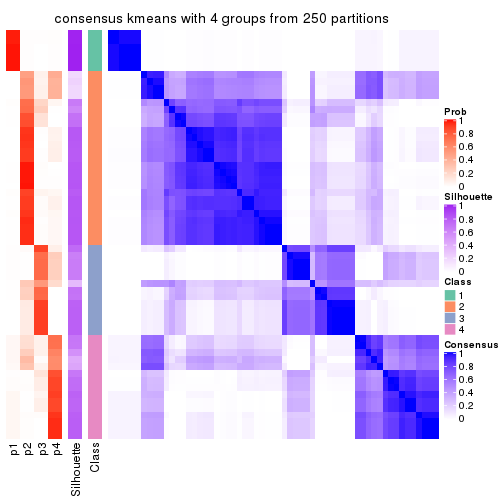 consensus kmeans with 4 groups from 250 partitions
Prob
1
0.8
0.6
0.4
0.2
0
Silhouette
1
0.8
0.6
0.4
0.2
0
Class
1
2
3
4
Consensus
1
0.8
0.6
0.4
0.2
0
p1
p2
p3
p4
Silhouette
Class